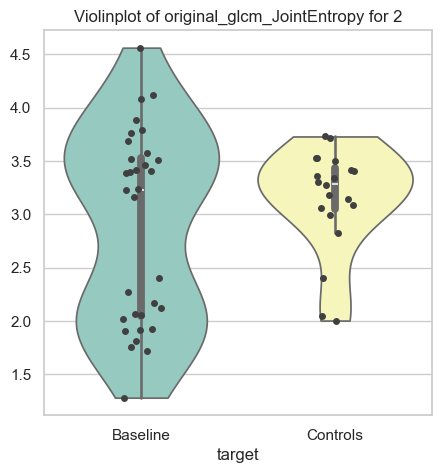 Violinplot of original_glcm_JointEntropy for 2
4.5
4.0
3.5
3.0
2.5
2.0
1.5
Baseline
Controls
target